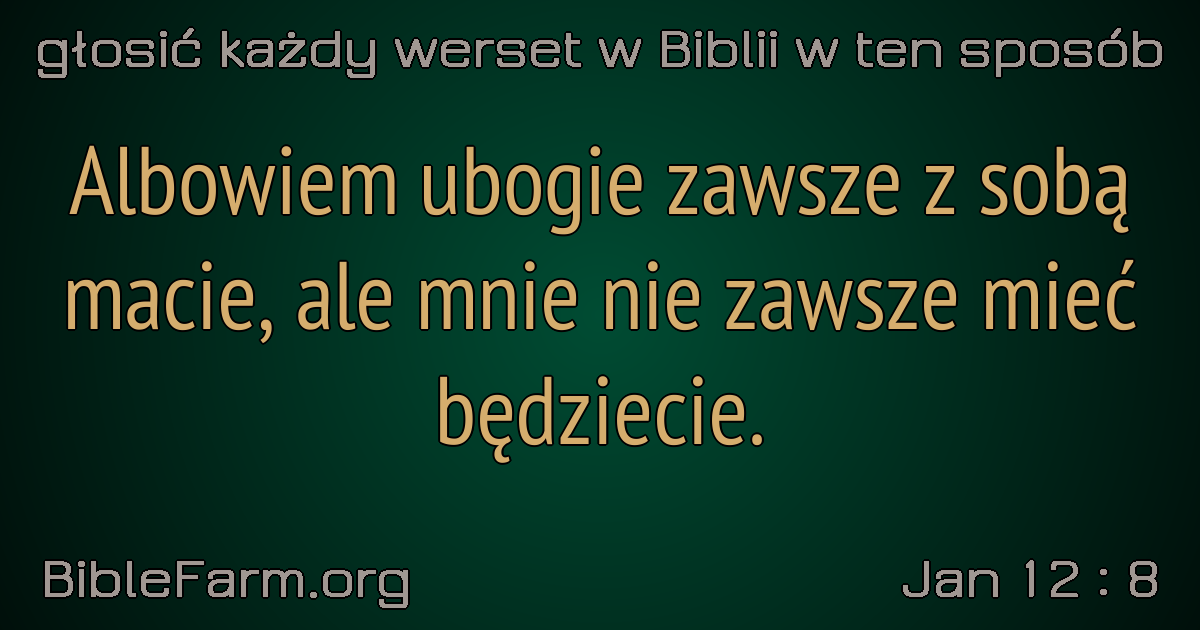 głosić każdy werset w Biblii w ten sposób
Albowiem ubogie zawsze z sobą
macie, ale mnie nie zawsze mieć
będziecie.
BibleFarm.org
Jan 12 : 8